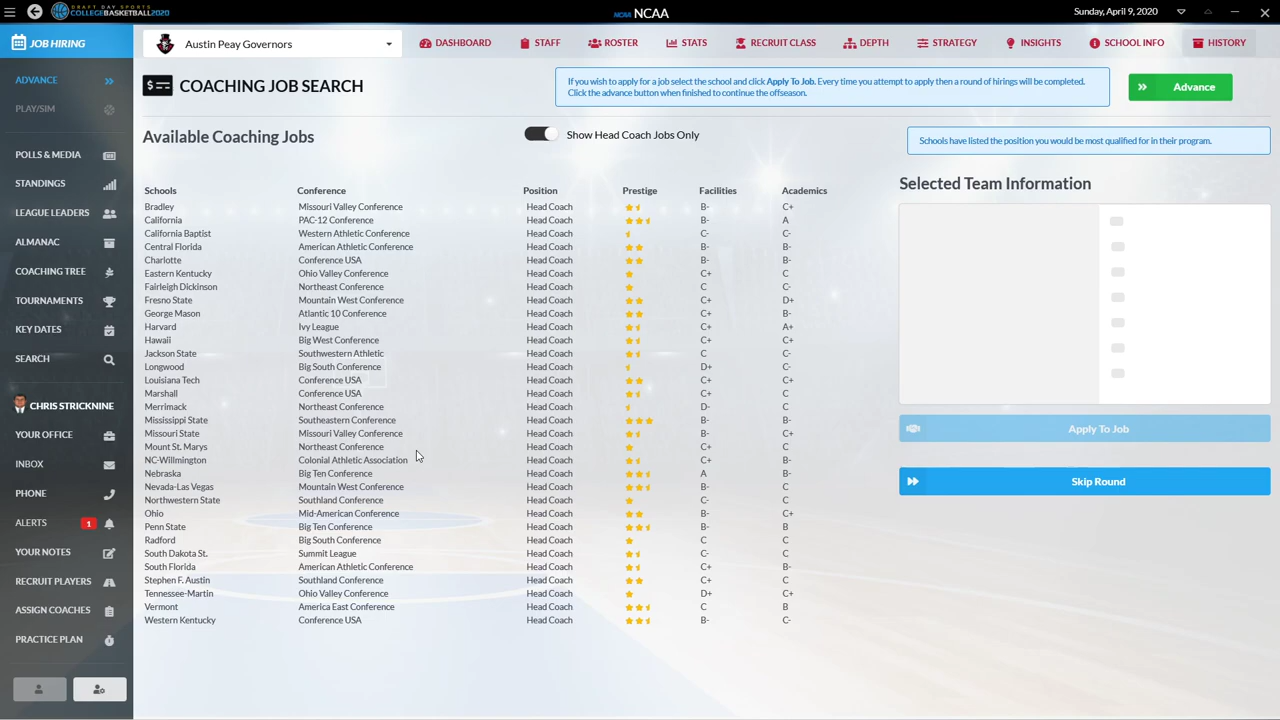 DRAFT DAY SPORTS
COLLEGE BASKETBALL 2020
NCAA NCAA
Sunday, April 9, 2020
JOB HIRING
Austin Peay Governors
DASHBOARD STAFF ROSTER STATS RECRUIT CLASS DEPTH STRATEGY INSIGHTS SCHOOL INFO HISTORY
ADVANCE
PLAY/SIM
POLLS & MEDIA
STANDINGS
LEAGUE LEADERS
ALMANAC
COACHING TREE
TOURNAMENTS
KEY DATES
SEARCH
CHRIS STRICKNINE
YOUR OFFICE
INBOX
PHONE
ALERTS 1
YOUR NOTES
RECRUIT PLAYERS
ASSIGN COACHES
PRACTICE PLAN
COACHING JOB SEARCH
If you wish to apply for a job select the school and click Apply To Job. Every time you attempt to apply then a round of hirings will be completed.
Click the advance button when finished to continue the offseason.
Advance
Available Coaching Jobs
Show Head Coach Jobs Only
Schools have listed the position you would be most qualified for in their program.
Schools Conference Position Prestige Facilities Academics
Bradley Missouri Valley Conference Head Coach B- C+
California PAC-12 Conference Head Coach B- A
California Baptist Western Athletic Conference Head Coach C- C-
Central Florida American Athletic Conference Head Coach B- B-
Charlotte Conference USA Head Coach B- B-
Eastern Kentucky Ohio Valley Conference Head Coach C+ C
Fairleigh Dickinson Northeast Conference Head Coach C C-
Fresno State Mountain West Conference Head Coach C+ D+
George Mason Atlantic 10 Conference Head Coach C+ B-
Harvard Ivy League Head Coach C+ A+
Hawaii Big West Conference Head Coach C+ C+
Jackson State Southwestern Athletic Head Coach C C-
Longwood Big South Conference Head Coach D+ C-
Louisiana Tech Conference USA Head Coach C+ C+
Marshall Conference USA Head Coach C+ C
Merrimack Northeast Conference Head Coach D- C
Mississippi State Southeastern Conference Head Coach B- B-
Missouri State Missouri Valley Conference Head Coach B- C+
Mount St. Marys Northeast Conference Head Coach C+ C
NC-Willmington Colonial Athletic Association Head Coach C+ B-
Nebraska Big Ten Conference Head Coach A B-
Nevada-Las Vegas Mountain West Conference Head Coach B- C
Northwestern State Southland Conference Head Coach C- C
Ohio Mid-American Conference Head Coach B- C+
Penn State Big Ten Conference Head Coach B- B
Radford Big South Conference Head Coach C C
South Dakota St. Summit League Head Coach C- C
South Florida American Athletic Conference Head Coach C+ B-
Stephen F. Austin Southland Conference Head Coach C+ C
Tennessee-Martin Ohio Valley Conference Head Coach D+ C+
Vermont America East Conference Head Coach C B
Western Kentucky Conference USA Head Coach B- C-
Selected Team Information
Apply To Job
Skip Round